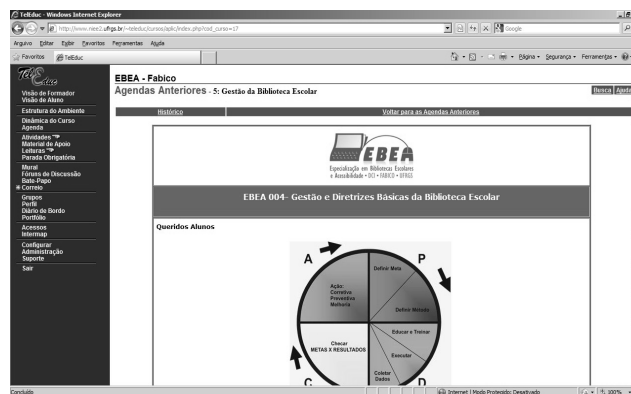 TelEduc - Windows Internet Explorer
http://www.niee2.ufrgs.br/~teleduc/cursos/aplic/index.php?cod_curso=17
Google
Arquivo Editar Exibir Favoritos Ferramentas Ajuda
Favoritos TelEduc
Página Segurança Ferramentas
TelEduc
EBEA - Fabico
Agendas Anteriores - 5: Gestão da Biblioteca Escolar
Busca Ajuda
Visão de Formador
Visão de Aluno
Estrutura do Ambiente
Dinâmica do Curso
Agenda
Atividades
Material de Apoio
Leituras
Parada Obrigatória
Mural
Fóruns de Discussão
Bate-Papo
Correio
Grupos
Perfil
Diário de Bordo
Portfólio
Acessos
Intermap
Configurar
Administração
Suporte
Sair
Histórico
Voltar para as Agendas Anteriores
EBEA
Especialização em Bibliotecas Escolares
e Acessibilidade • DCI • FABICO • UFRGS
EBEA 004- Gestão e Diretrizes Básicas da Biblioteca Escolar
Queridos Alunos
A
P
Definir Meta
Ação:
Corretiva
Preventiva
Melhoria
Definir Método
Educar e Treinar
Checar
METAS X RESULTADOS
Executar
Coletar
Dados
C
D
Concluído
Internet | Modo Protegido: Desativado
100%